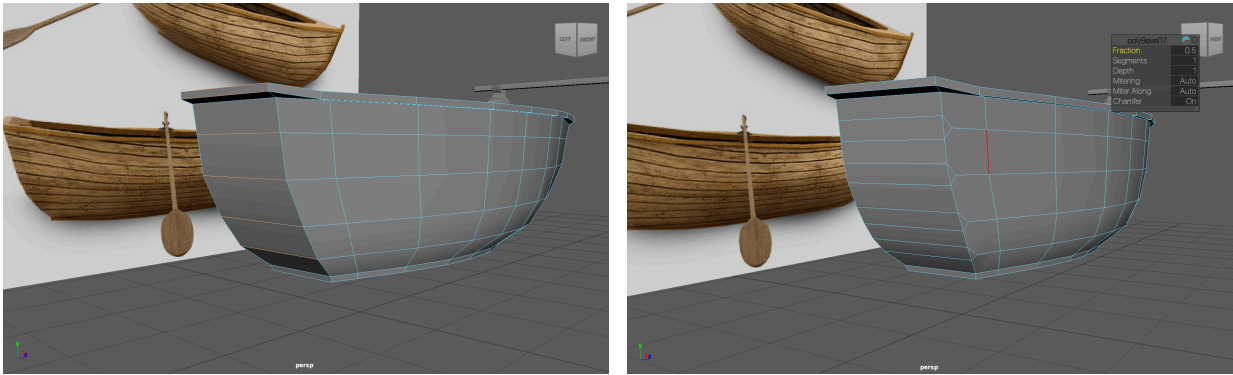 LEFT FRONT
y
persp
polyBevel17
Fraction 0.5
Segments 1
Depth 1
Mitering Auto
Miter Along Auto
Chamfer On
FRONT
y
persp